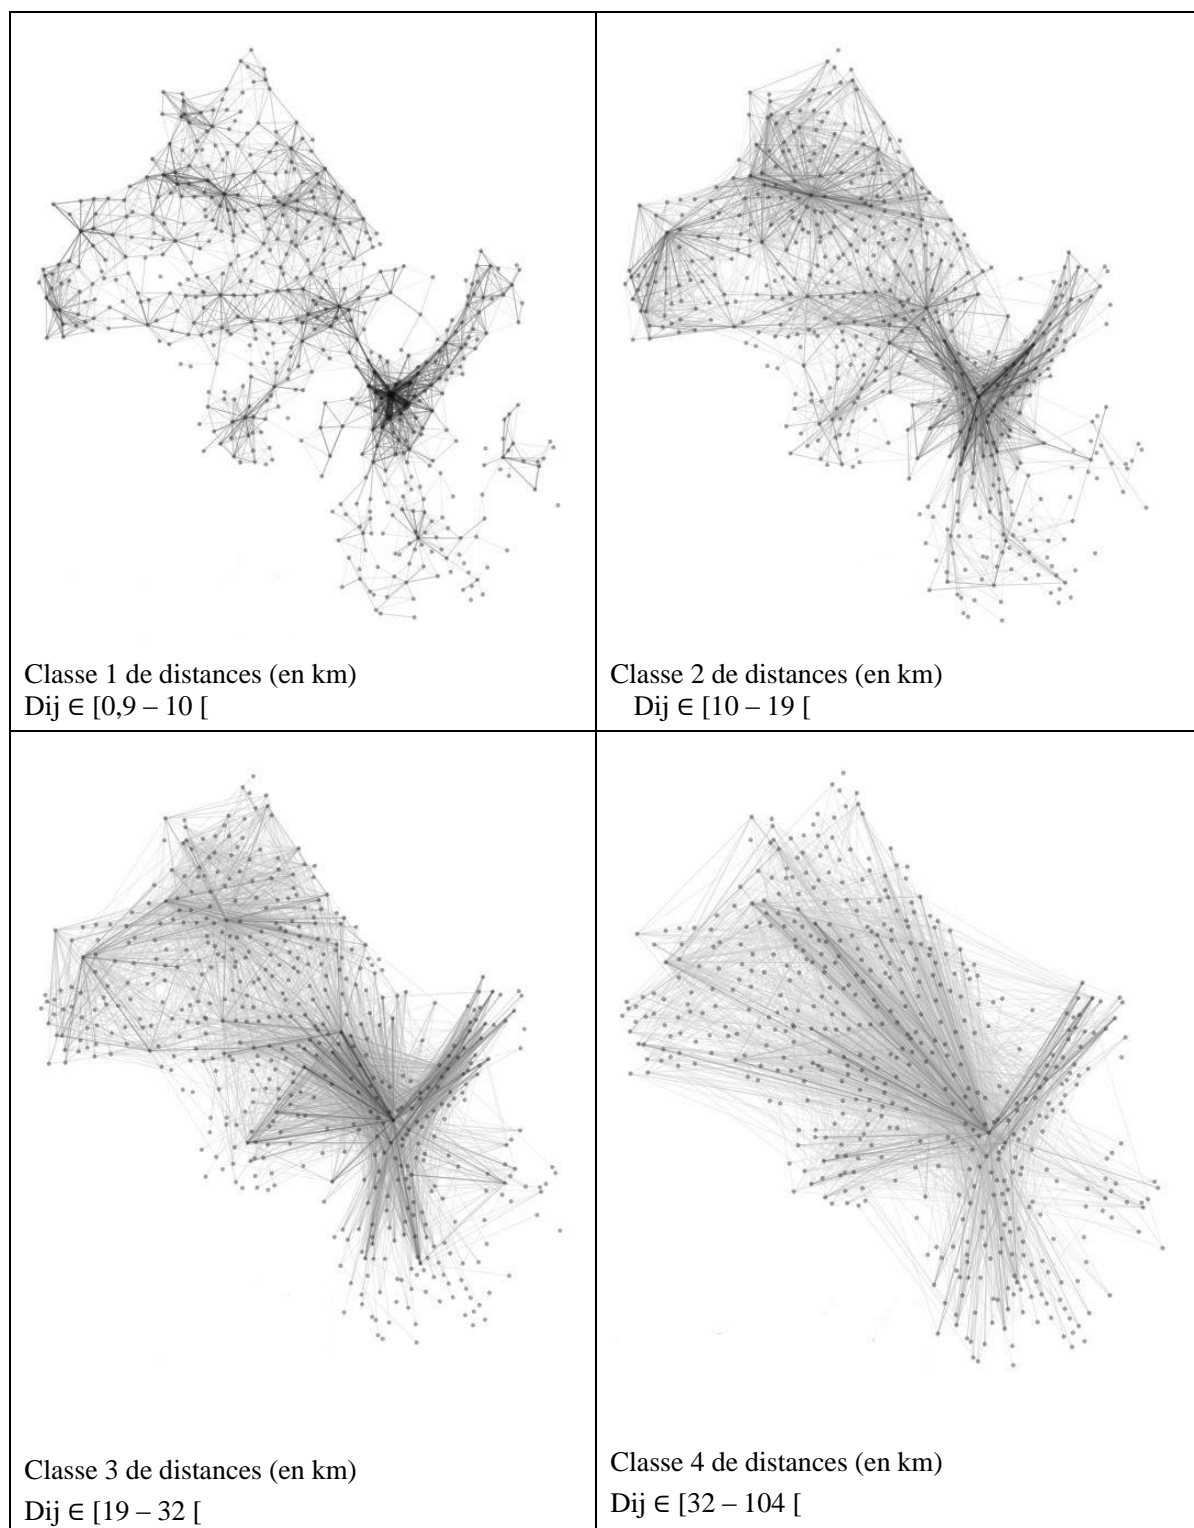 Classe 1 de distances (en km)
Dij ∈ [0,9 – 10 [
Classe 2 de distances (en km)
Dij ∈ [10 – 19 [
Classe 3 de distances (en km)
Dij ∈ [19 – 32 [
Classe 4 de distances (en km)
Dij ∈ [32 – 104 [